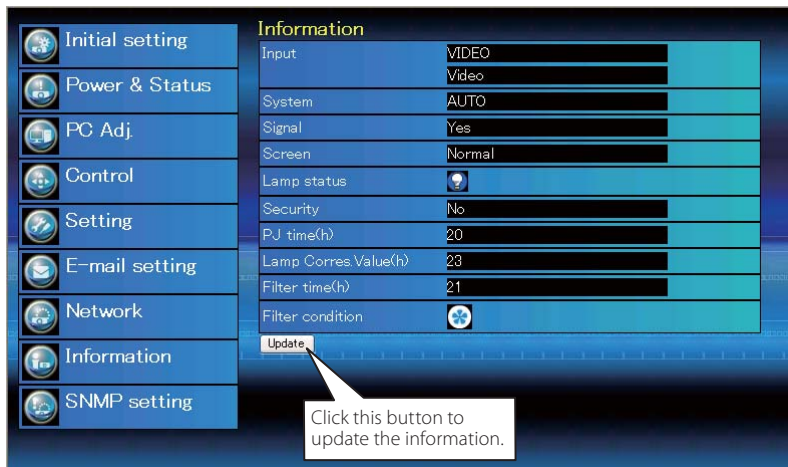 Initial setting
Power & Status
PC Adj.
Control
Setting
E-mail setting
Network
Information
SNMP setting
Information
Input VIDEO
Video
System AUTO
Signal Yes
Screen Normal
Lamp status
Security No
PJ time(h) 20
Lamp Corres.Value(h) 23
Filter time(h) 21
Filter condition
Update
Click this button to
update the information.